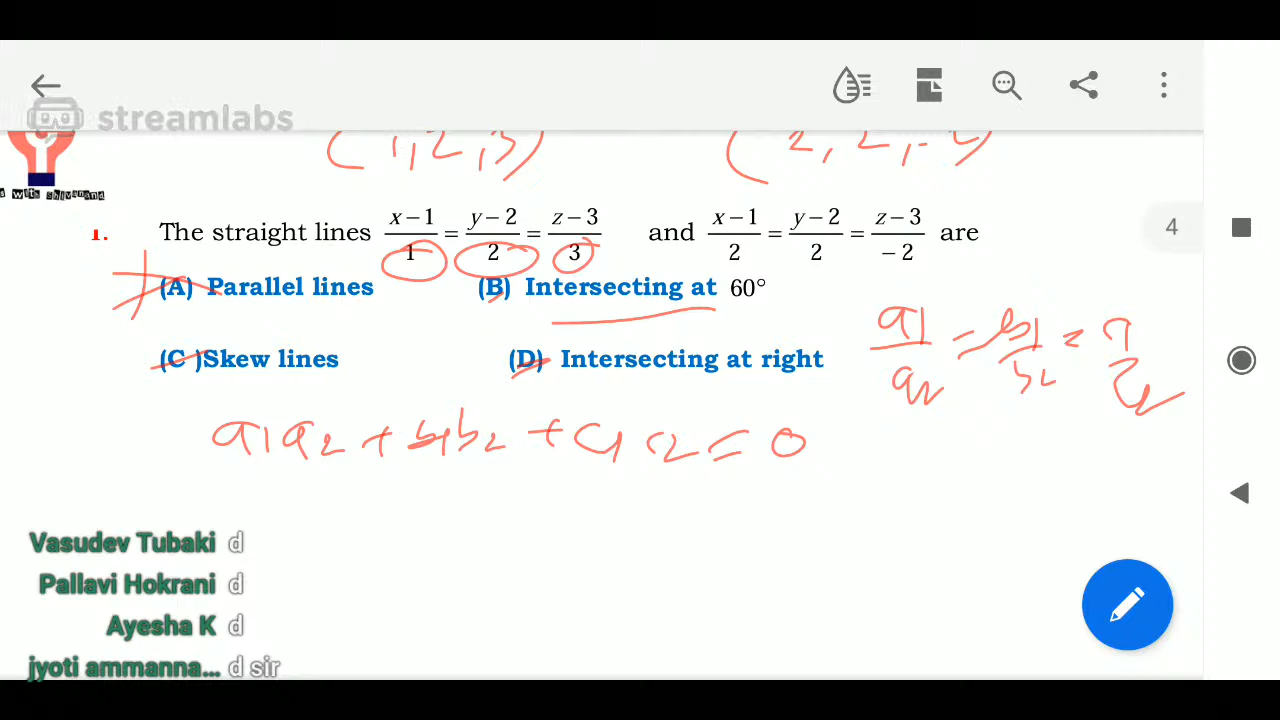 streamlabs
(1, 2, 3) (2, 2, -2)
s with Shivanand
1. The straight lines (x-1)/1 = (y-2)/2 = (z-3)/3 and (x-1)/2 = (y-2)/2 = (z-3)/-2 are
4
(A) Parallel lines (B) Intersecting at 60°
(C )Skew lines (D) Intersecting at right
a1/a2 = b1/b2 =
a1a2 + b1b2 + c1c2 = 0
Vasudev Tubaki d
Pallavi Hokrani d
Ayesha K d
jyoti ammanna... d sir